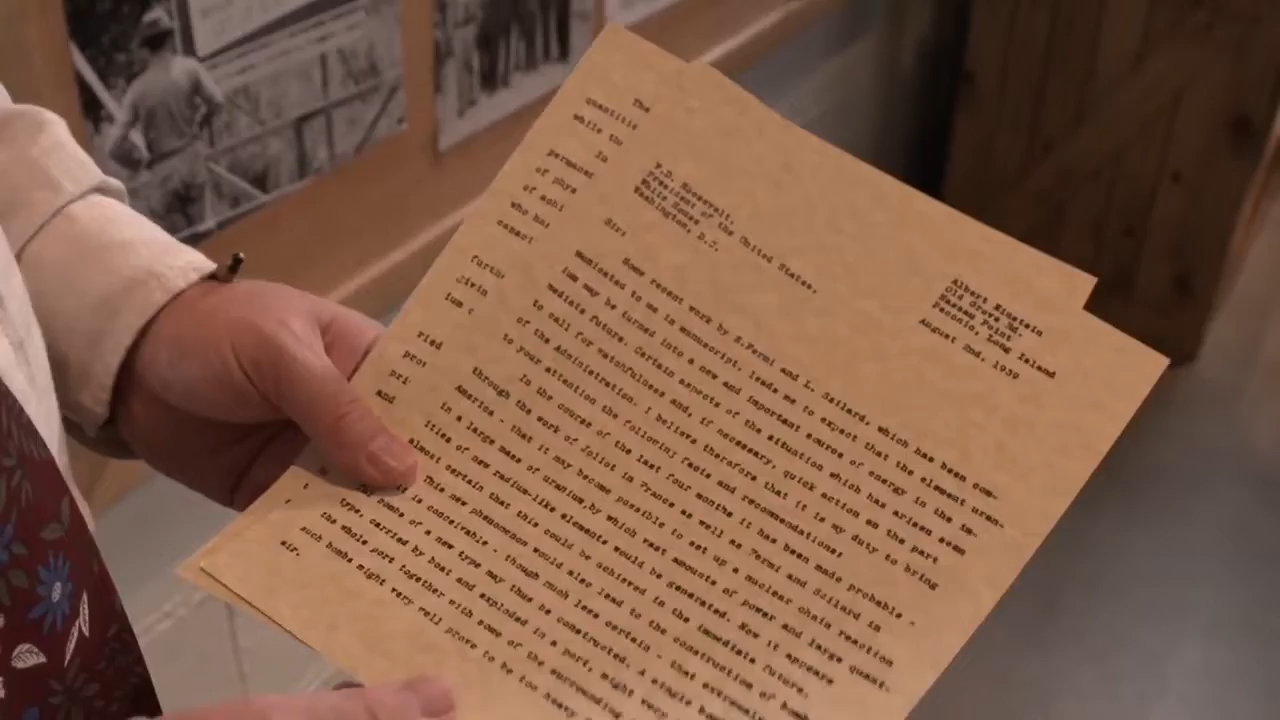 The
quantitie
while the
In
permanen
of phys
of achi
who ha
capact
furthe
givin
ium c
ried
pro
pri
and
Albert Einstein
Old Grove Rd.
Nassau Point
Peconic, Long Island
August 2nd, 1939
F.D. Roosevelt,
President of the United States,
White House
Washington, D.C.
Sir:
Some recent work by E.Fermi and L. Szilard, which has been com-
municated to me in manuscript, leads me to expect that the element uran-
ium may be turned into a new and important source of energy in the im-
mediate future. Certain aspects of the situation which has arisen seem
to call for watchfulness and, if necessary, quick action on the part
of the Administration. I believe therefore that it is my duty to bring
to your attention the following facts and recommendations:
In the course of the last four months it has been made probable -
through the work of Joliot in France as well as Fermi and Szilard in
America - that it may become possible to set up a nuclear chain reaction
in a large mass of uranium,by which vast amounts of power and large quant-
ities of new radium-like elements would be generated. Now it appears
almost certain that this could be achieved in the immediate future.
This new phenomenon would also lead to the construction of bomb
is conceivable - though much less certain - that extremely
bombs of a new type may thus be constructed. A single bom
type, carried by boat and exploded in a port, might very
the whole port together with some of the surrounding
such bombs might very well prove to be too heavy
air.